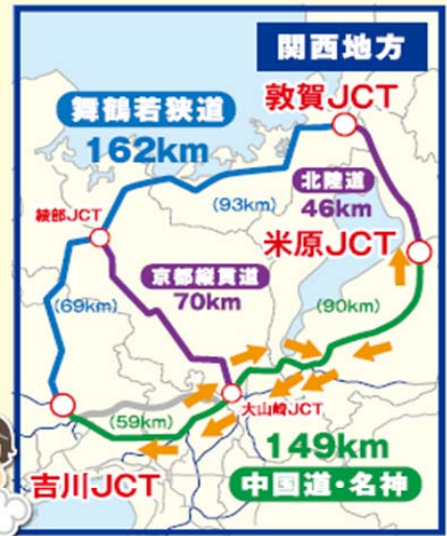 関西地方
敦賀JCT
舞鶴若狭道
162km
北陸道
46km
(93km)
綾部JCT
米原JCT
京都縦貫道
70km
(69km)
(90km)
大山崎JCT
(59km)
149km
吉川JCT
中国道・名神